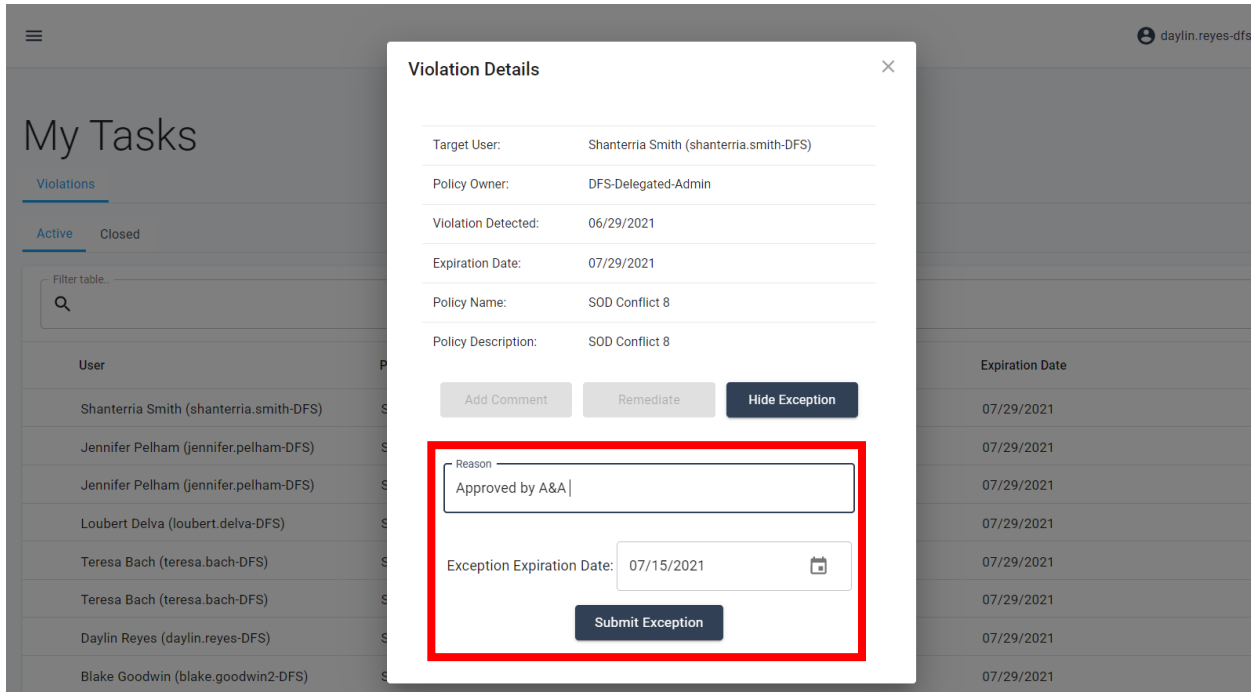 daylin.reyes-dfs
Violation Details
My Tasks
Violations
Active Closed
Filter table..
User P Expiration Date
Shanterria Smith (shanterria.smith-DFS) S 07/29/2021
Jennifer Pelham (jennifer.pelham-DFS) S 07/29/2021
Jennifer Pelham (jennifer.pelham-DFS) S 07/29/2021
Loubert Delva (loubert.delva-DFS) S 07/29/2021
Teresa Bach (teresa.bach-DFS) S 07/29/2021
Teresa Bach (teresa.bach-DFS) S 07/29/2021
Daylin Reyes (daylin.reyes-DFS) S 07/29/2021
Blake Goodwin (blake.goodwin2-DFS) S 07/29/2021
Target User: Shanterria Smith (shanterria.smith-DFS)
Policy Owner: DFS-Delegated-Admin
Violation Detected: 06/29/2021
Expiration Date: 07/29/2021
Policy Name: SOD Conflict 8
Policy Description: SOD Conflict 8
Add Comment Remediate Hide Exception
Reason
Approved by A&A
Exception Expiration Date: 07/15/2021
Submit Exception